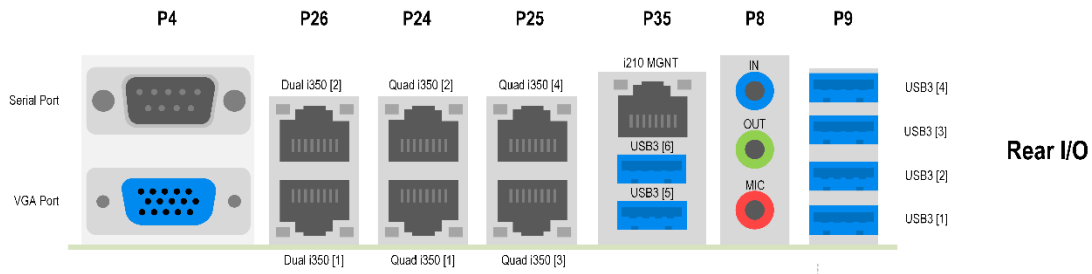 P4 P26 P24 P25 P35 P8 P9
i210 MGNT IN
Dual i350 [2] Quad i350 [2] Quad i350 [4]
Serial Port
USB3 [4]
OUT
USB3 [3]
USB3 [6]
Rear I/O
USB3 [2]
USB3 [5] MIC
VGA Port
USB3 [1]
Dual i350 [1] Quad i350 [1] Quad i350 [3]